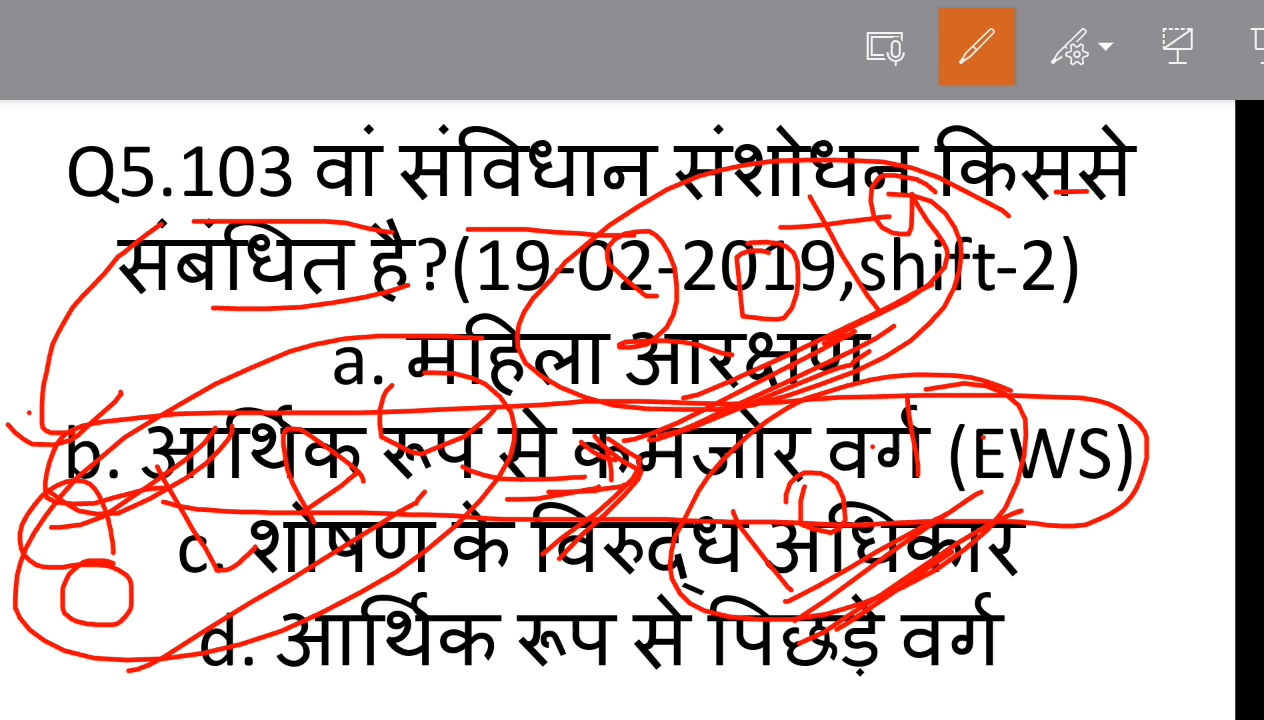 Q5.103 वां संविधान संशोधन किससे
संबंधित है?(19-02-2019,shift-2)
a. महिला आरक्षण
b. आर्थिक रूप से कमजोर वर्ग (EWS)
c. शोषण के विरुद्ध अधिकार
d. आर्थिक रूप से पिछड़े वर्ग